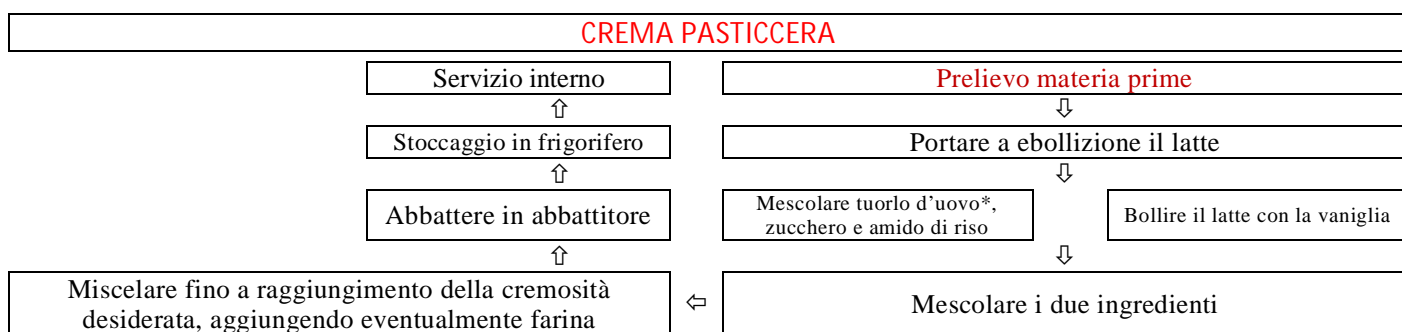 CREMA PASTICCERA
Servizio interno
Prelievo materia prime
⇧
⇩
Stoccaggio in frigorifero
Portare a ebollizione il latte
⇧
⇩
Abbattere in abbattitore
Mescolare tuorlo d'uovo*,
zucchero e amido di riso
Bollire il latte con la vaniglia
⇧
⇩
Miscelare fino a raggiungimento della cremosità
desiderata, aggiungendo eventualmente farina
⇦
Mescolare i due ingredienti